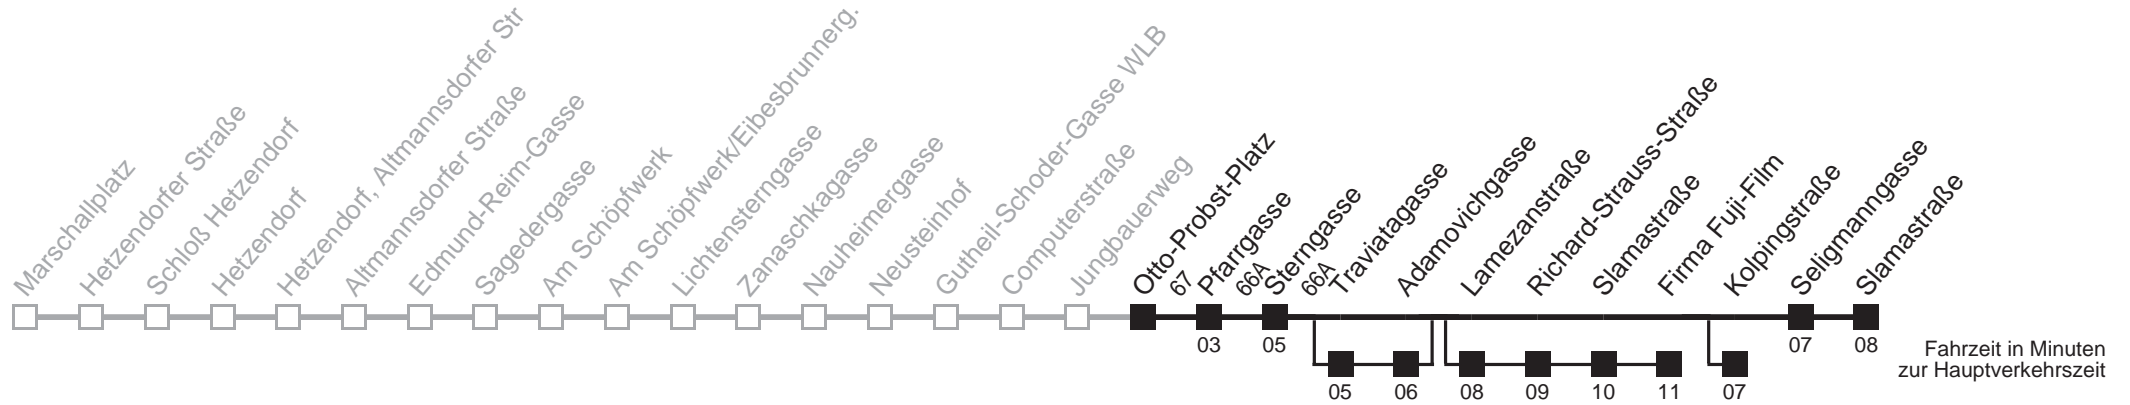 Marschallplatz
Hetzendorfer Straße
Schloß Hetzendorf
Hetzendorf
Hetzendorf, Altmannsdorfer Str
Altmannsdorfer Straße
Edmund-Reim-Gasse
Sagedergasse
Am Schöpfwerk
Am Schöpfwerk/Eibesbrunnerg.
Lichtensterngasse
Zanaschkagasse
Nauheimergasse
Neusteinhof
Gutheil-Schoder-Gasse WLB
Computerstraße
Jungbauerweg
Otto-Probst-Platz
67
Pfarrgasse
66A
Sterngasse
66A
Traviatagasse
Adamovichgasse
Lamezanstraße
Richard-Strauss-Straße
Slamastraße
Firma Fuji-Film
Kolpingstraße
Seligmanngasse
Slamastraße
03 05 07 08
05 06 08 09 10 11 07
Fahrzeit in Minuten
zur Hauptverkehrszeit